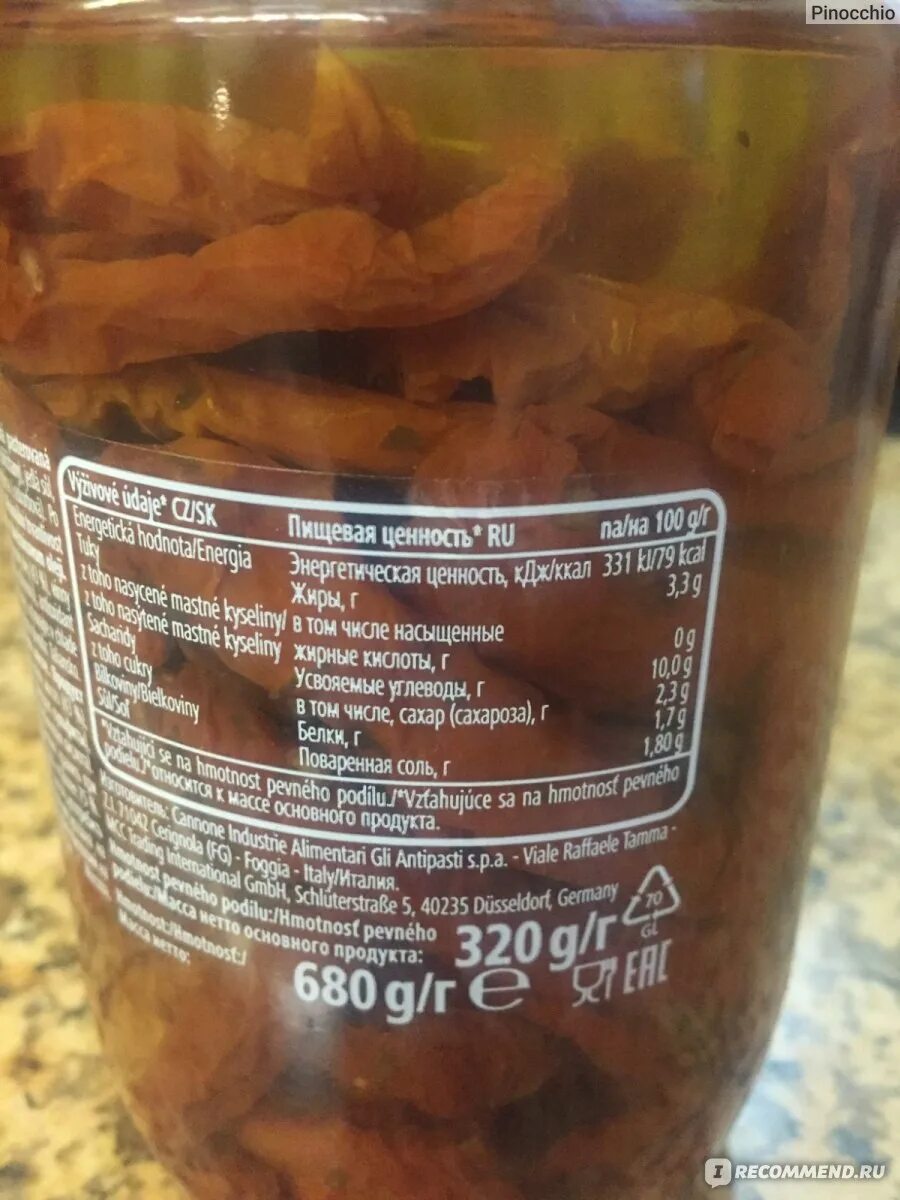 Pinocchio
Výživové údaje* CZ/SK
Пищевая ценность* RU
na/на 100 g/г
Energetická hodnota/Energia
Энергетическая ценность, кДж/ккал 331 kJ/79 kcal
Tuky
Жиры, г
3,3 g
z toho nasycené mastné kyseliny/
z toho nasýtené mastné kyseliny
в том числе насыщенные
жирные кислоты, г
0 g
Sacharidy
Усвояемые углеводы, г
10,0 g
z toho cukry
в том числе, сахар (сахароза), г
2,3 g
Bílkoviny/Bielkoviny
Белки, г
1,7 g
Sůl/Soľ
Поваренная соль, г
1,80 g
*Vztahující se na hmotnost pevného podílu./*Vzťahujúce sa na hmotnosť pevného
podielu./*относится к массе основного продукта.
Изготовитель: Cannone Industrie Alimentari Gli Antipasti s.p.a. - Viale Raffaele Tamma -
Z.I. 71042 Cerignola (FG) - Foggia - Italy/Италия.
MCC Trading International GmbH, Schlüterstraße 5, 40235 Düsseldorf, Germany
Hmotnost pevného podílu:/Hmotnosť pevného
podielu:/Масса нетто основного продукта:
320 g/г
Hmotnost:/Hmotnosť:/
Масса нетто:
680 g/г e
70
GL
EAC
IRECOMMEND.RU